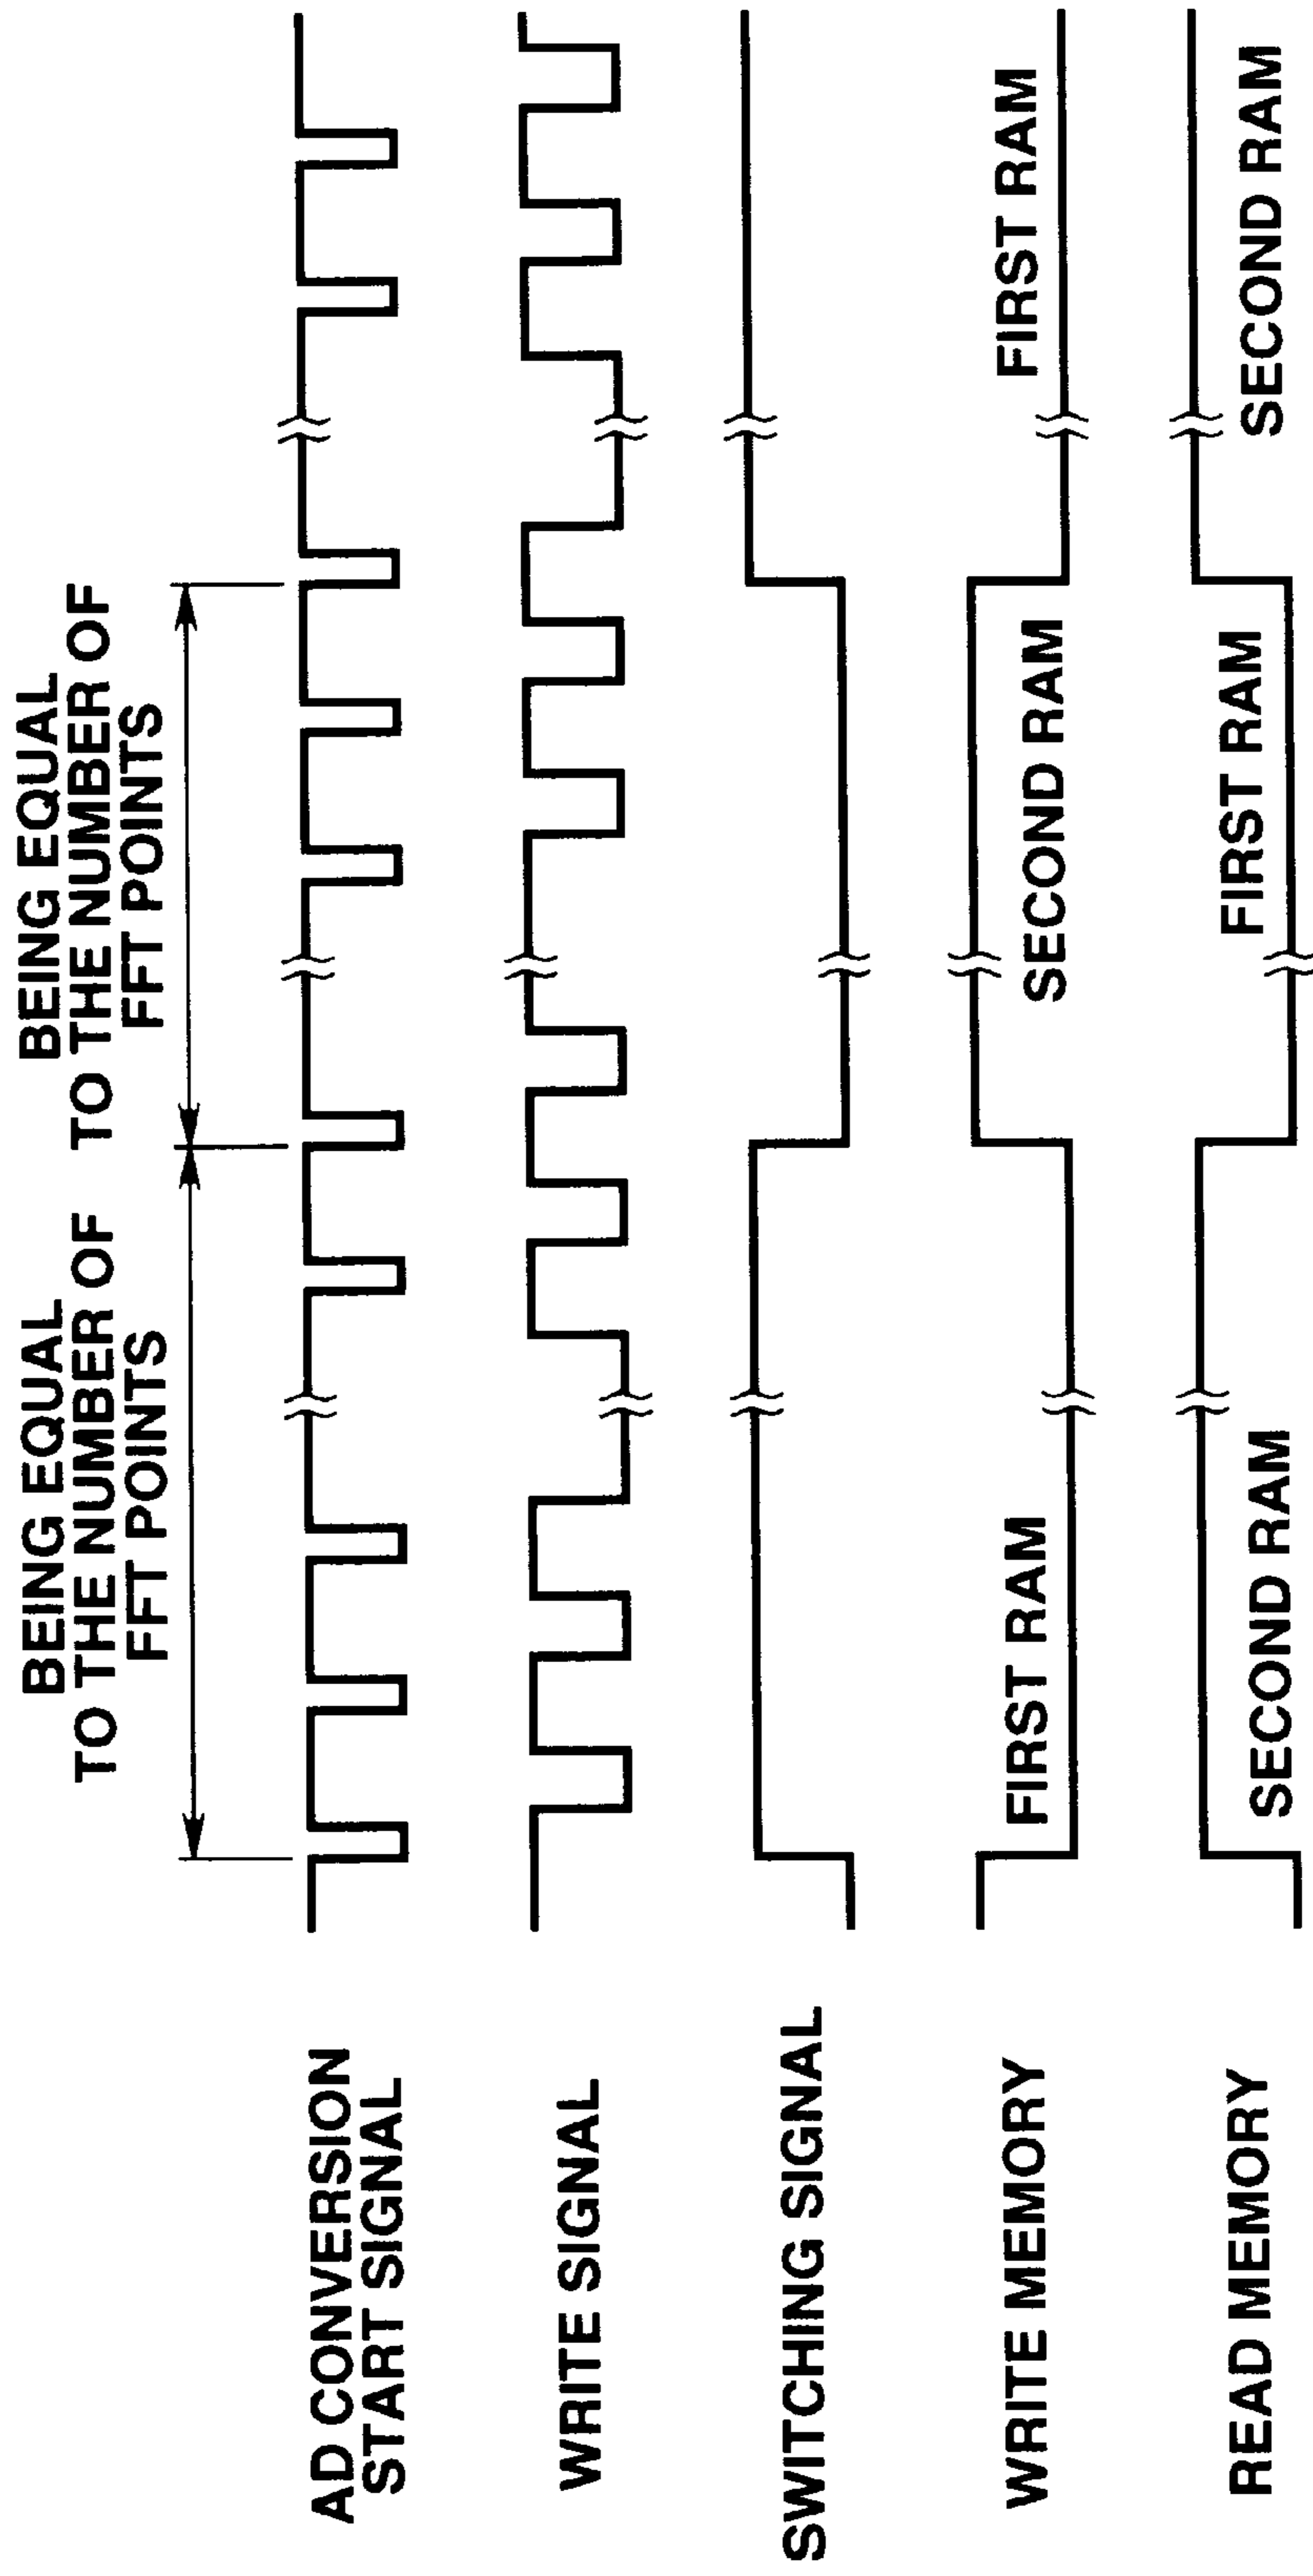 BEING EQUAL
TO THE NUMBER OF
FFT POINTS
BEING EQUAL
TO THE NUMBER OF
FFT POINTS
AD CONVERSION
START SIGNAL
WRITE SIGNAL
SWITCHING SIGNAL
WRITE MEMORY
FIRST RAM
SECOND RAM
FIRST RAM
READ MEMORY
SECOND RAM
FIRST RAM
SECOND RAM